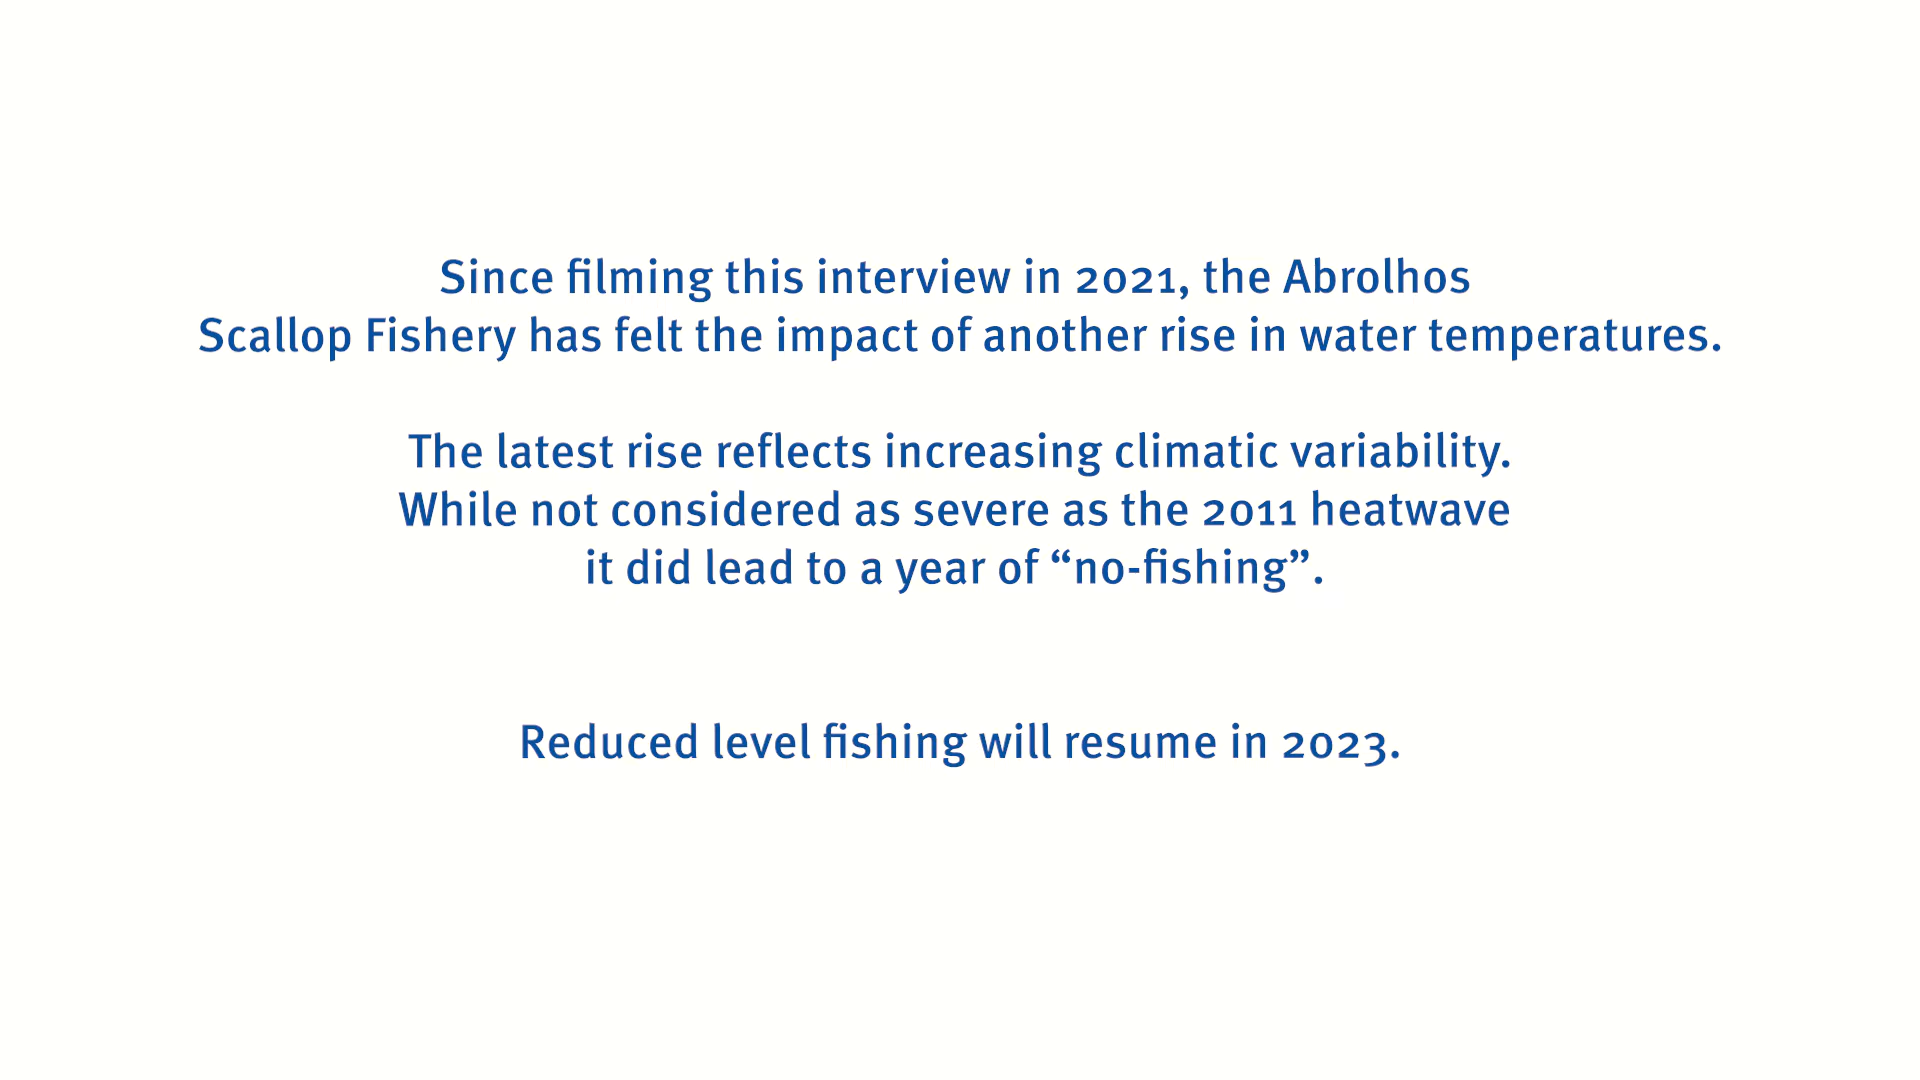 Since filming this interview in 2021, the Abrolhos
Scallop Fishery has felt the impact of another rise in water temperatures.
The latest rise reflects increasing climatic variability.
While not considered as severe as the 2011 heatwave
it did lead to a year of “no-fishing”.
Reduced level fishing will resume in 2023.